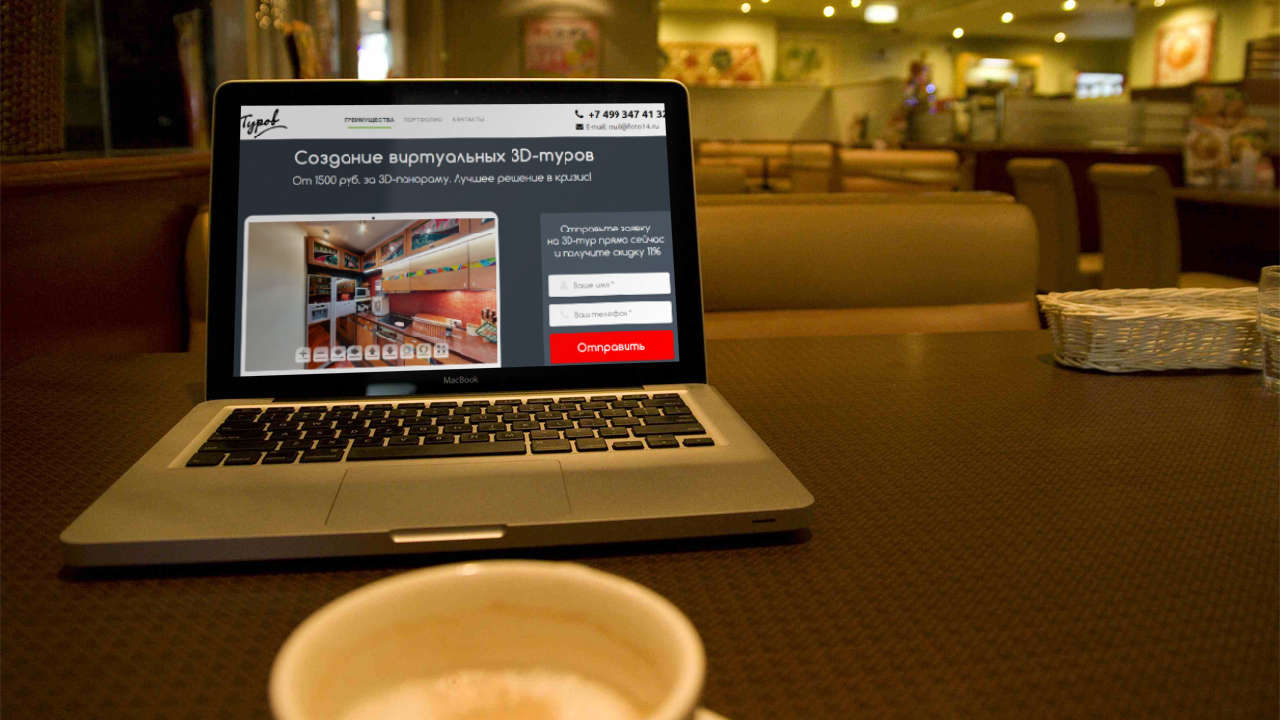 Туров
ПРЕИМУЩЕСТВА ПОРТФОЛИО КОНТАКТЫ
+7 499 347 41 32
E-mail: mail@foto14.ru
Создание виртуальных 3D-туров
От 1500 руб. за 3D-панораму. Лучшее решение в кризис!
Отправьте заявку
на 3D-тур прямо сейчас
и получите скидку 11%
Ваше имя *
Ваш телефон *
Отправить
MacBook